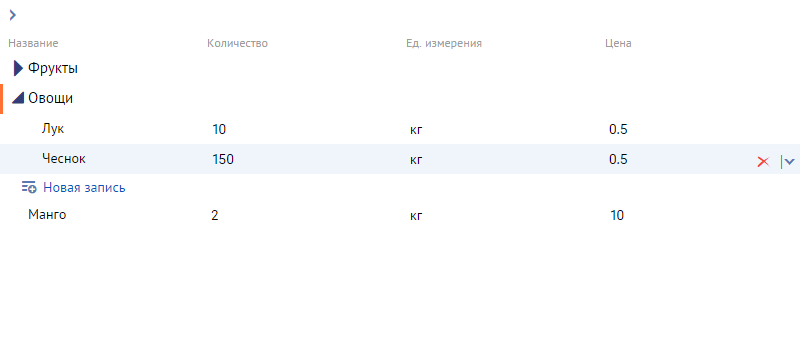 Название Количество Ед. измерения Цена
Фрукты
Овощи
Лук 10 кг 0.5
Чеснок 150 кг 0.5
Новая запись
Манго 2 кг 10